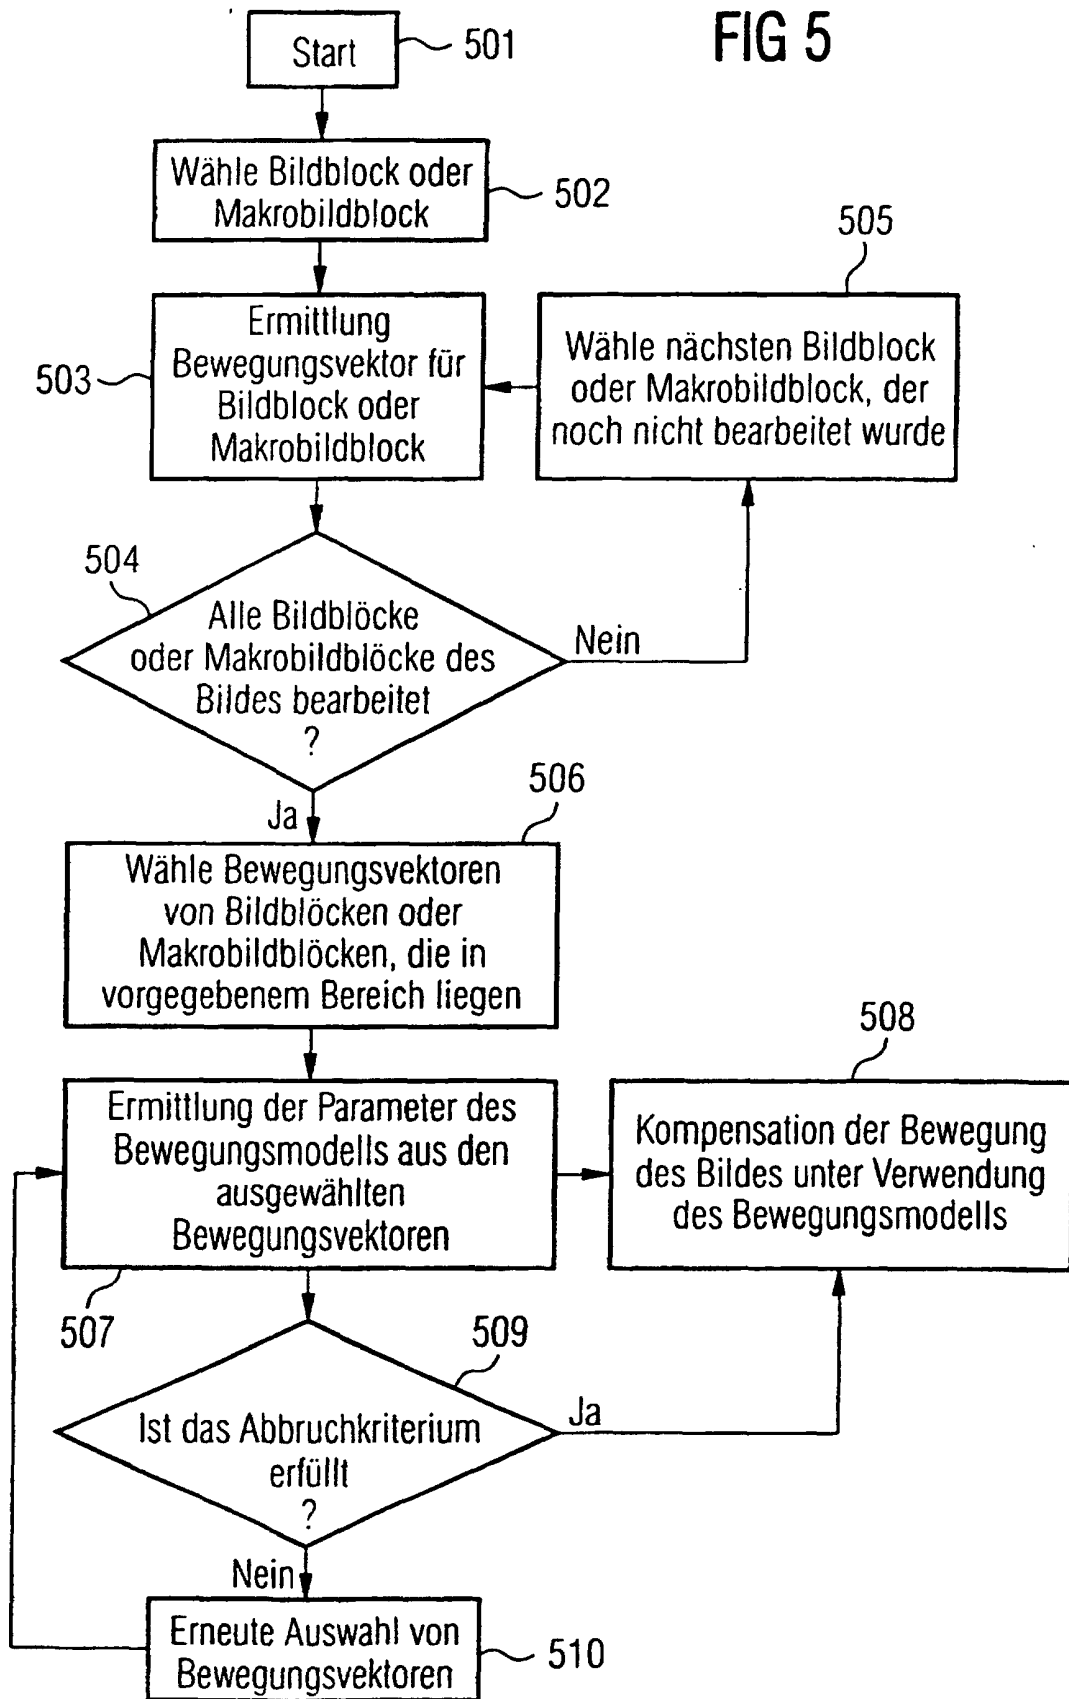 FIG 5
Start
501
Wähle Bildblock oder
Makrobildblock
502
505
Ermittlung
Bewegungsvektor für
Bildblock oder
Makrobildblock
503
Wähle nächsten Bildblock
oder Makrobildblock, der
noch nicht bearbeitet wurde
504
Alle Bildblöcke
oder Makrobildblöcke des
Bildes bearbeitet
?
Nein
Ja
506
Wähle Bewegungsvektoren
von Bildblöcken oder
Makrobildblöcken, die in
vorgegebenem Bereich liegen
508
Ermittlung der Parameter des
Bewegungsmodells aus den
ausgewählten
Bewegungsvektoren
Kompensation der Bewegung
des Bildes unter Verwendung
des Bewegungsmodells
507
509
Ist das Abbruchkriterium
erfüllt
?
Ja
Nein
Erneute Auswahl von
Bewegungsvektoren
510